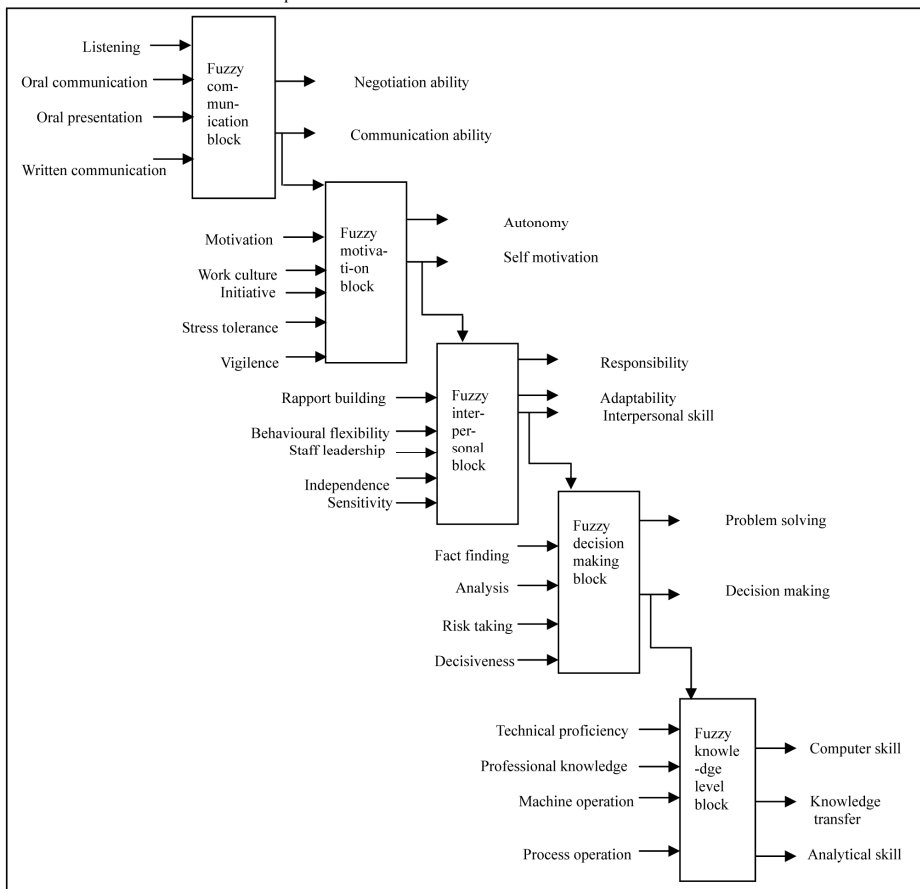 Listening
Oral communication
Oral presentation
Written communication
Fuzzy
com-
mun-
ication
block
Negotiation ability
Communication ability
Motivation
Work culture
Initiative
Stress tolerance
Vigilence
Fuzzy
motiva-
ti-on
block
Autonomy
Self motivation
Rapport building
Behavioural flexibility
Staff leadership
Independence
Sensitivity
Fuzzy
inter-
per-
sonal
block
Responsibility
Adaptability
Interpersonal skill
Fact finding
Analysis
Risk taking
Decisiveness
Fuzzy
decision
making
block
Problem solving
Decision making
Technical proficiency
Professional knowledge
Machine operation
Process operation
Fuzzy
knowle
-dge
level
block
Computer skill
Knowledge
transfer
Analytical skill